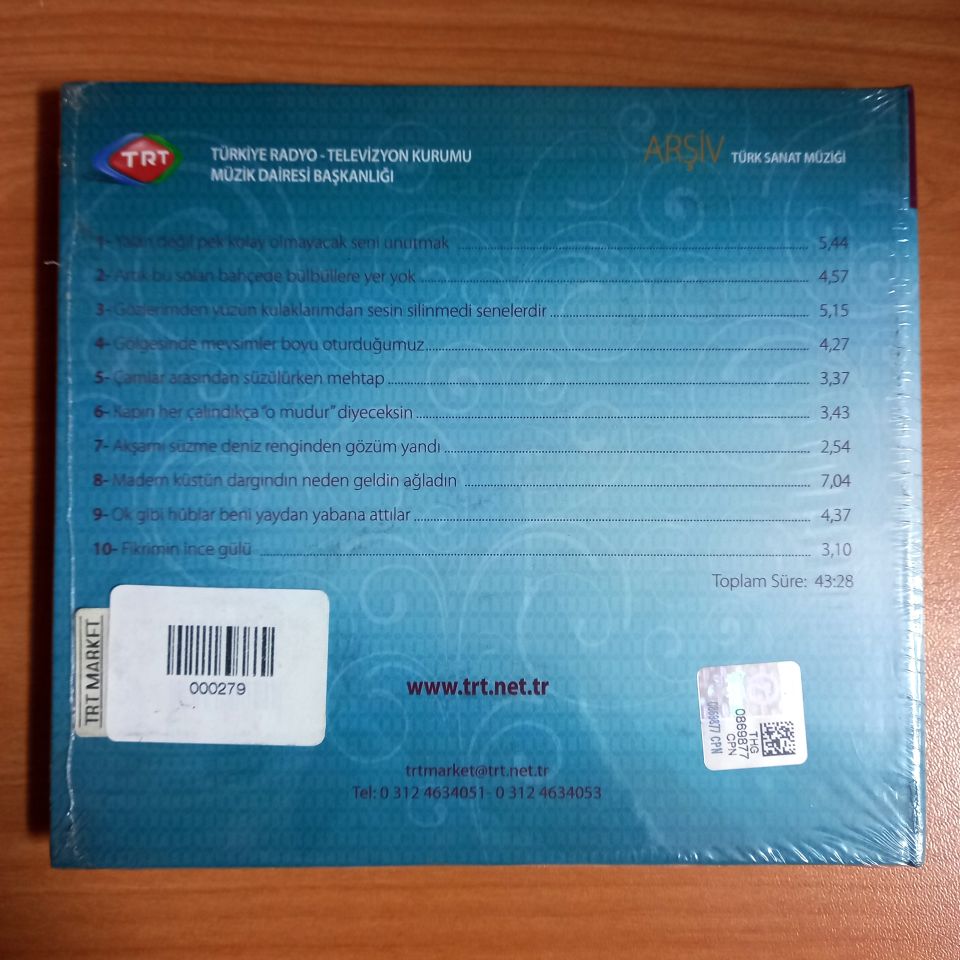 TRT
TÜRKİYE RADYO - TELEVİZYON KURUMU
MÜZİK DAİRESİ BAŞKANLIĞI
ARŞİV TÜRK SANAT MÜZİĞİ
1- Yalan değil pek kolay olmayacak seni unutmak 5,44
2- Artık bu solan bahçede bülbüllere yer yok 4,57
3- Gözlerimden yüzün kulaklarımdan sesin silinmedi senelerdir 5,15
4- Gölgesinde mevsimler boyu oturduğumuz 4,27
5- Çamlar arasından süzülürken mehtap 3,37
6- Kapın her çalındıkça "o mudur" diyeceksin 3,43
7- Akşamı süzme deniz renginden gözüm yandı 2,54
8- Madem küstün dargındın neden geldin ağladın 7,04
9- Ok gibi hûblar beni yaydan yabana attılar 4,37
10- Fikrimin ince gülü 3,10
Toplam Süre: 43:28
TRT MARKET
000279
www.trt.net.tr
0869877 CPN
0869877
THG
CPN
trtmarket@trt.net.tr
Tel: 0 312 4634051- 0 312 4634053